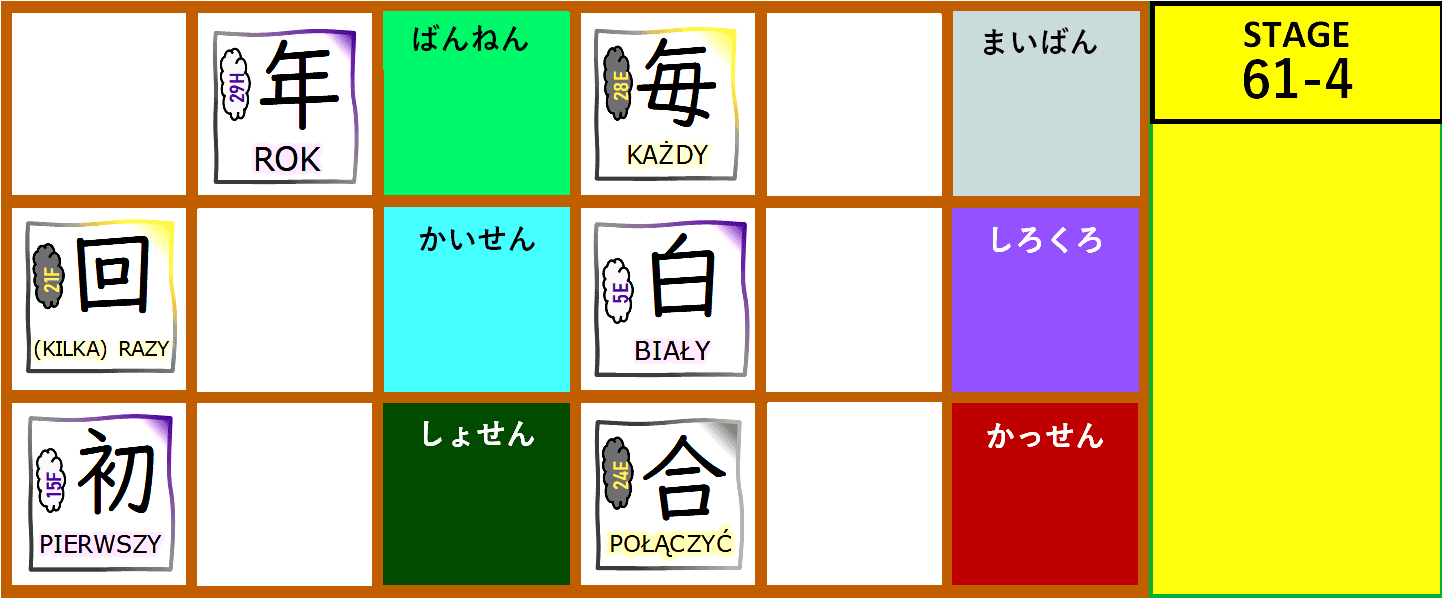 29H
年
ROK
ばんねん
28E
毎
KAŻDY
まいばん
STAGE
61-4
21F
回
(KILKA) RAZY
かいせん
5E
白
BIAŁY
しろくろ
15F
初
PIERWSZY
しょせん
24E
合
POŁĄCZYĆ
かっせん